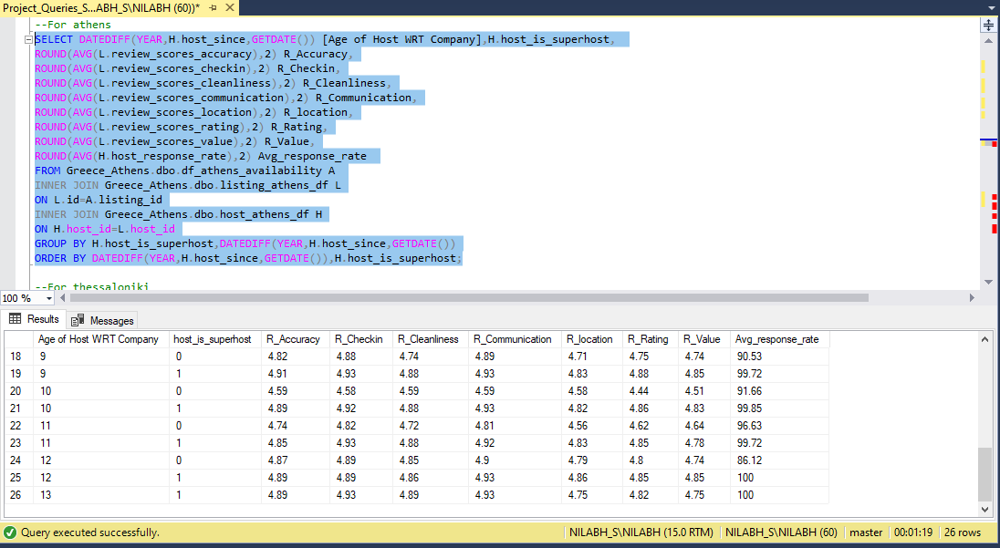 Project_Queries_S...ABH_S\NILABH (60))*
--For athens
SELECT DATEDIFF(YEAR,H.host_since,GETDATE()) [Age of Host WRT Company],H.host_is_superhost,
ROUND(AVG(L.review_scores_accuracy),2) R_Accuracy,
ROUND(AVG(L.review_scores_checkin),2) R_Checkin,
ROUND(AVG(L.review_scores_cleanliness),2) R_Cleanliness,
ROUND(AVG(L.review_scores_communication),2) R_Communication,
ROUND(AVG(L.review_scores_location),2) R_location,
ROUND(AVG(L.review_scores_rating),2) R_Rating,
ROUND(AVG(L.review_scores_value),2) R_Value,
ROUND(AVG(H.host_response_rate),2) Avg_response_rate
FROM Greece_Athens.dbo.df_athens_availability A
INNER JOIN Greece_Athens.dbo.listing_athens_df L
ON L.id=A.listing_id
INNER JOIN Greece_Athens.dbo.host_athens_df H
ON H.host_id=L.host_id
GROUP BY H.host_is_superhost,DATEDIFF(YEAR,H.host_since,GETDATE())
ORDER BY DATEDIFF(YEAR,H.host_since,GETDATE()),H.host_is_superhost;
--For thessaloniki
100 %
Results Messages
Age of Host WRT Company host_is_superhost R_Accuracy R_Checkin R_Cleanliness R_Communication R_location R_Rating R_Value Avg_response_rate
18 9 0 4.82 4.88 4.74 4.89 4.71 4.75 4.74 90.53
19 9 1 4.91 4.93 4.88 4.93 4.83 4.88 4.85 99.72
20 10 0 4.59 4.58 4.59 4.59 4.58 4.44 4.51 91.66
21 10 1 4.89 4.92 4.88 4.93 4.82 4.86 4.83 99.85
22 11 0 4.74 4.82 4.72 4.81 4.56 4.62 4.64 96.63
23 11 1 4.85 4.93 4.88 4.92 4.83 4.85 4.78 99.72
24 12 0 4.87 4.89 4.85 4.9 4.79 4.8 4.74 86.12
25 12 1 4.89 4.89 4.86 4.93 4.86 4.85 4.85 100
26 13 1 4.89 4.93 4.89 4.93 4.75 4.82 4.75 100
Query executed successfully. NILABH_S\NILABH (15.0 RTM) NILABH_S\NILABH (60) master 00:01:19 26 rows